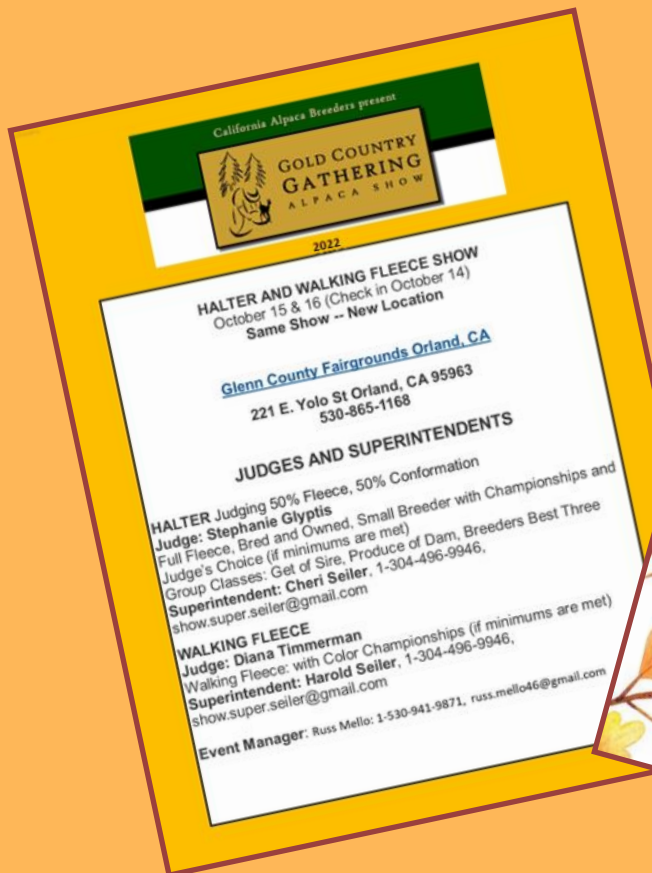 California Alpaca Breeders present
GOLD COUNTRY
GATHERING
ALPACA SHOW
2022
HALTER AND WALKING FLEECE SHOW
October 15 & 16 (Check in October 14)
Same Show -- New Location
Glenn County Fairgrounds Orland, CA
221 E. Yolo St Orland, CA 95963
530-865-1168
JUDGES AND SUPERINTENDENTS
HALTER Judging 50% Fleece, 50% Conformation
Judge: Stephanie Glyptis
Full Fleece, Bred and Owned, Small Breeder with Championships and
Judge's Choice (if minimums are met)
Group Classes: Get of Sire, Produce of Dam, Breeders Best Three
Superintendent: Cheri Seiler, 1-304-496-9946,
show.super.seiler@gmail.com
WALKING FLEECE
Judge: Diana Timmerman
Walking Fleece: with Color Championships (if minimums are met)
Superintendent: Harold Seiler, 1-304-496-9946,
show.super.seiler@gmail.com
Event Manager: Russ Mello: 1-530-941-9871, russ.mello46@gmail.com